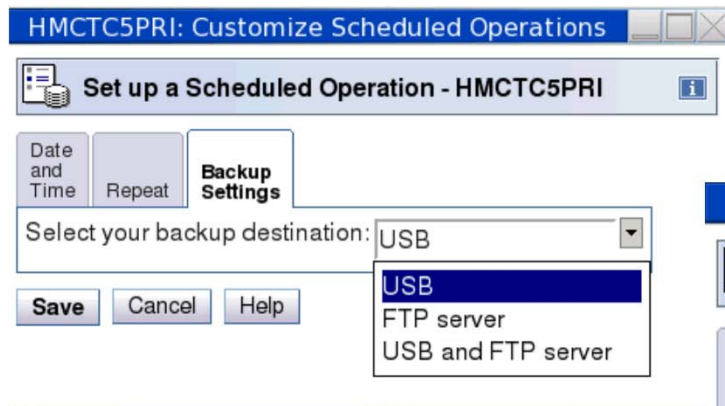 HMCTC5PRI: Customize Scheduled Operations
Set up a Scheduled Operation - HMCTC5PRI
i
Date
and
Time
Repeat
Backup
Settings
Select your backup destination:
USB
USB
FTP server
USB and FTP server
Save
Cancel
Help